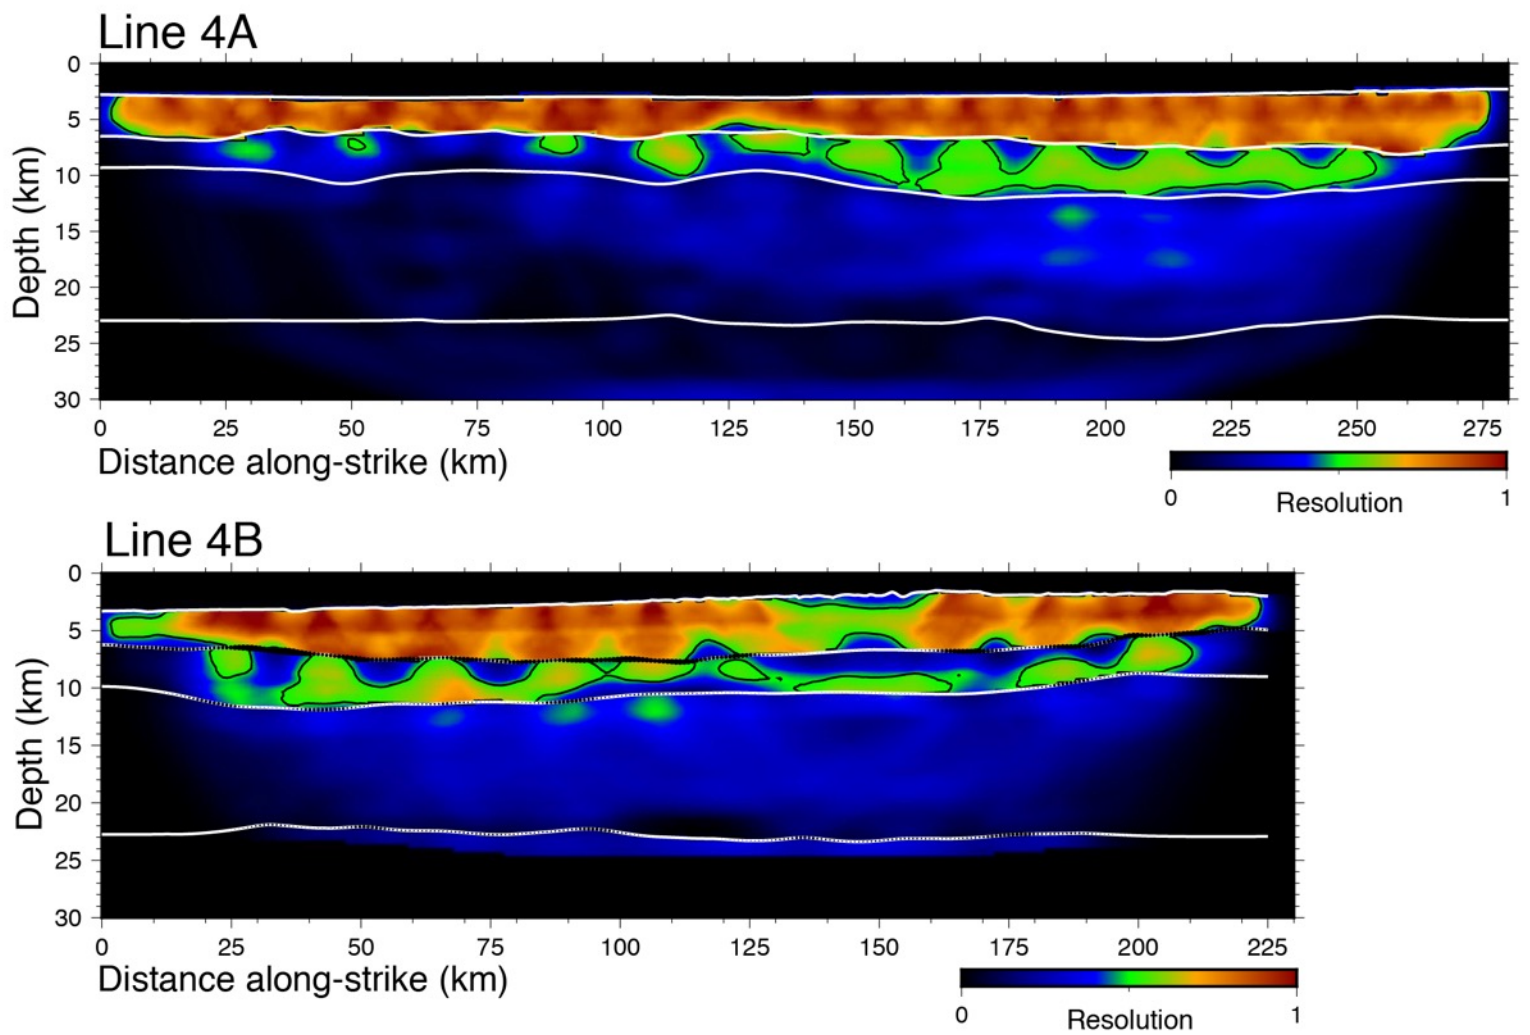 Line 4A
0
5
10
15
20
25
30
Depth (km)
0 25 50 75 100 125 150 175 200 225 250 275
Distance along-strike (km)
0 1
Resolution
Line 4B
0
5
10
15
20
25
30
Depth (km)
0 25 50 75 100 125 150 175 200 225
Distance along-strike (km)
0 1
Resolution